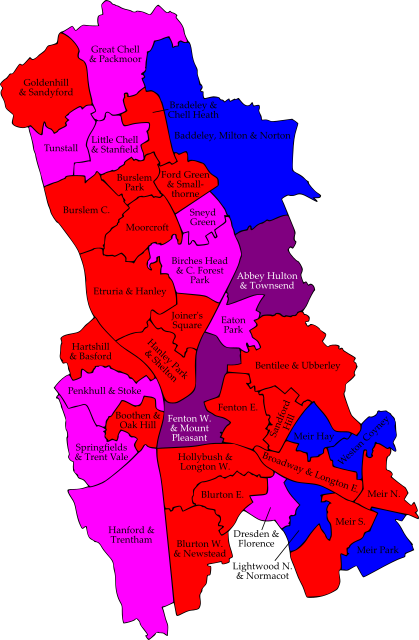 Great Chell
& Packmoor
Goldenhill
& Sandyford
Bradeley &
Chell Heath
Baddeley, Milton & Norton
Tunstall
Little Chell
& Stanfield
Burslem
Park
Ford Green
& Small-
thorne
Burslem C.
Sneyd
Green
Moorcroft
Birches Head
& C. Forest
Park
Abbey Hulton
& Townsend
Etruria & Hanley
Joiner's
Square
Eaton
Park
Hartshill
& Basford
Hanley Park
& Shelton
Bentilee & Ubberley
Penkhull & Stoke
Boothen &
Oak Hill
Fenton W.
& Mount
Pleasant
Fenton E.
Sandford
Hill
Meir Hay
Weston Coyney
Springfields
& Trent Vale
Hollybush &
Longton W.
Broadway & Longton E.
Blurton E.
Meir N.
Hanford &
Trentham
Dresden &
Florence
Meir S.
Blurton W.
& Newstead
Lightwood N.
& Normacot
Meir Park